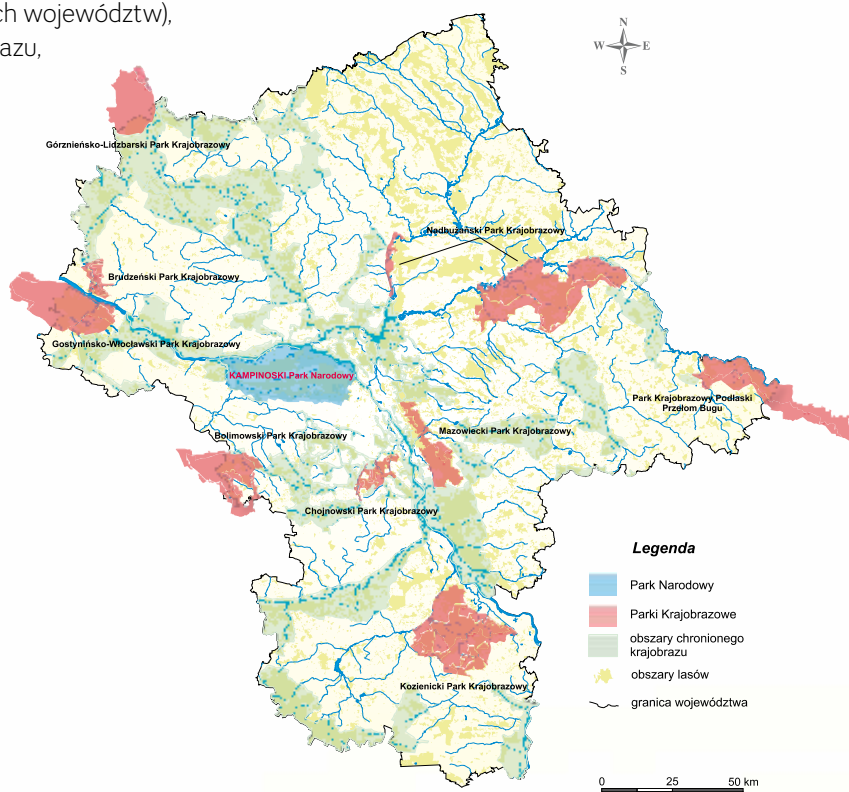 ch województw),
azu,
N
W E
S
Górznieńsko-Lidzbarski Park Krajobrazowy
Nadbużański Park Krajobrazowy
Brudzeński Park Krajobrazowy
Gostynińsko-Włocławski Park Krajobrazowy
KAMPINOSKI Park Narodowy
Park Krajobrazowy Podlaski
Przełom Bugu
Bolimowski Park Krajobrazowy
Mazowiecki Park Krajobrazowy
Chojnowski Park Krajobrazowy
Kozienicki Park Krajobrazowy
Legenda
Park Narodowy
Parki Krajobrazowe
obszary chronionego
krajobrazu
obszary lasów
granica województwa
0 25 50 km